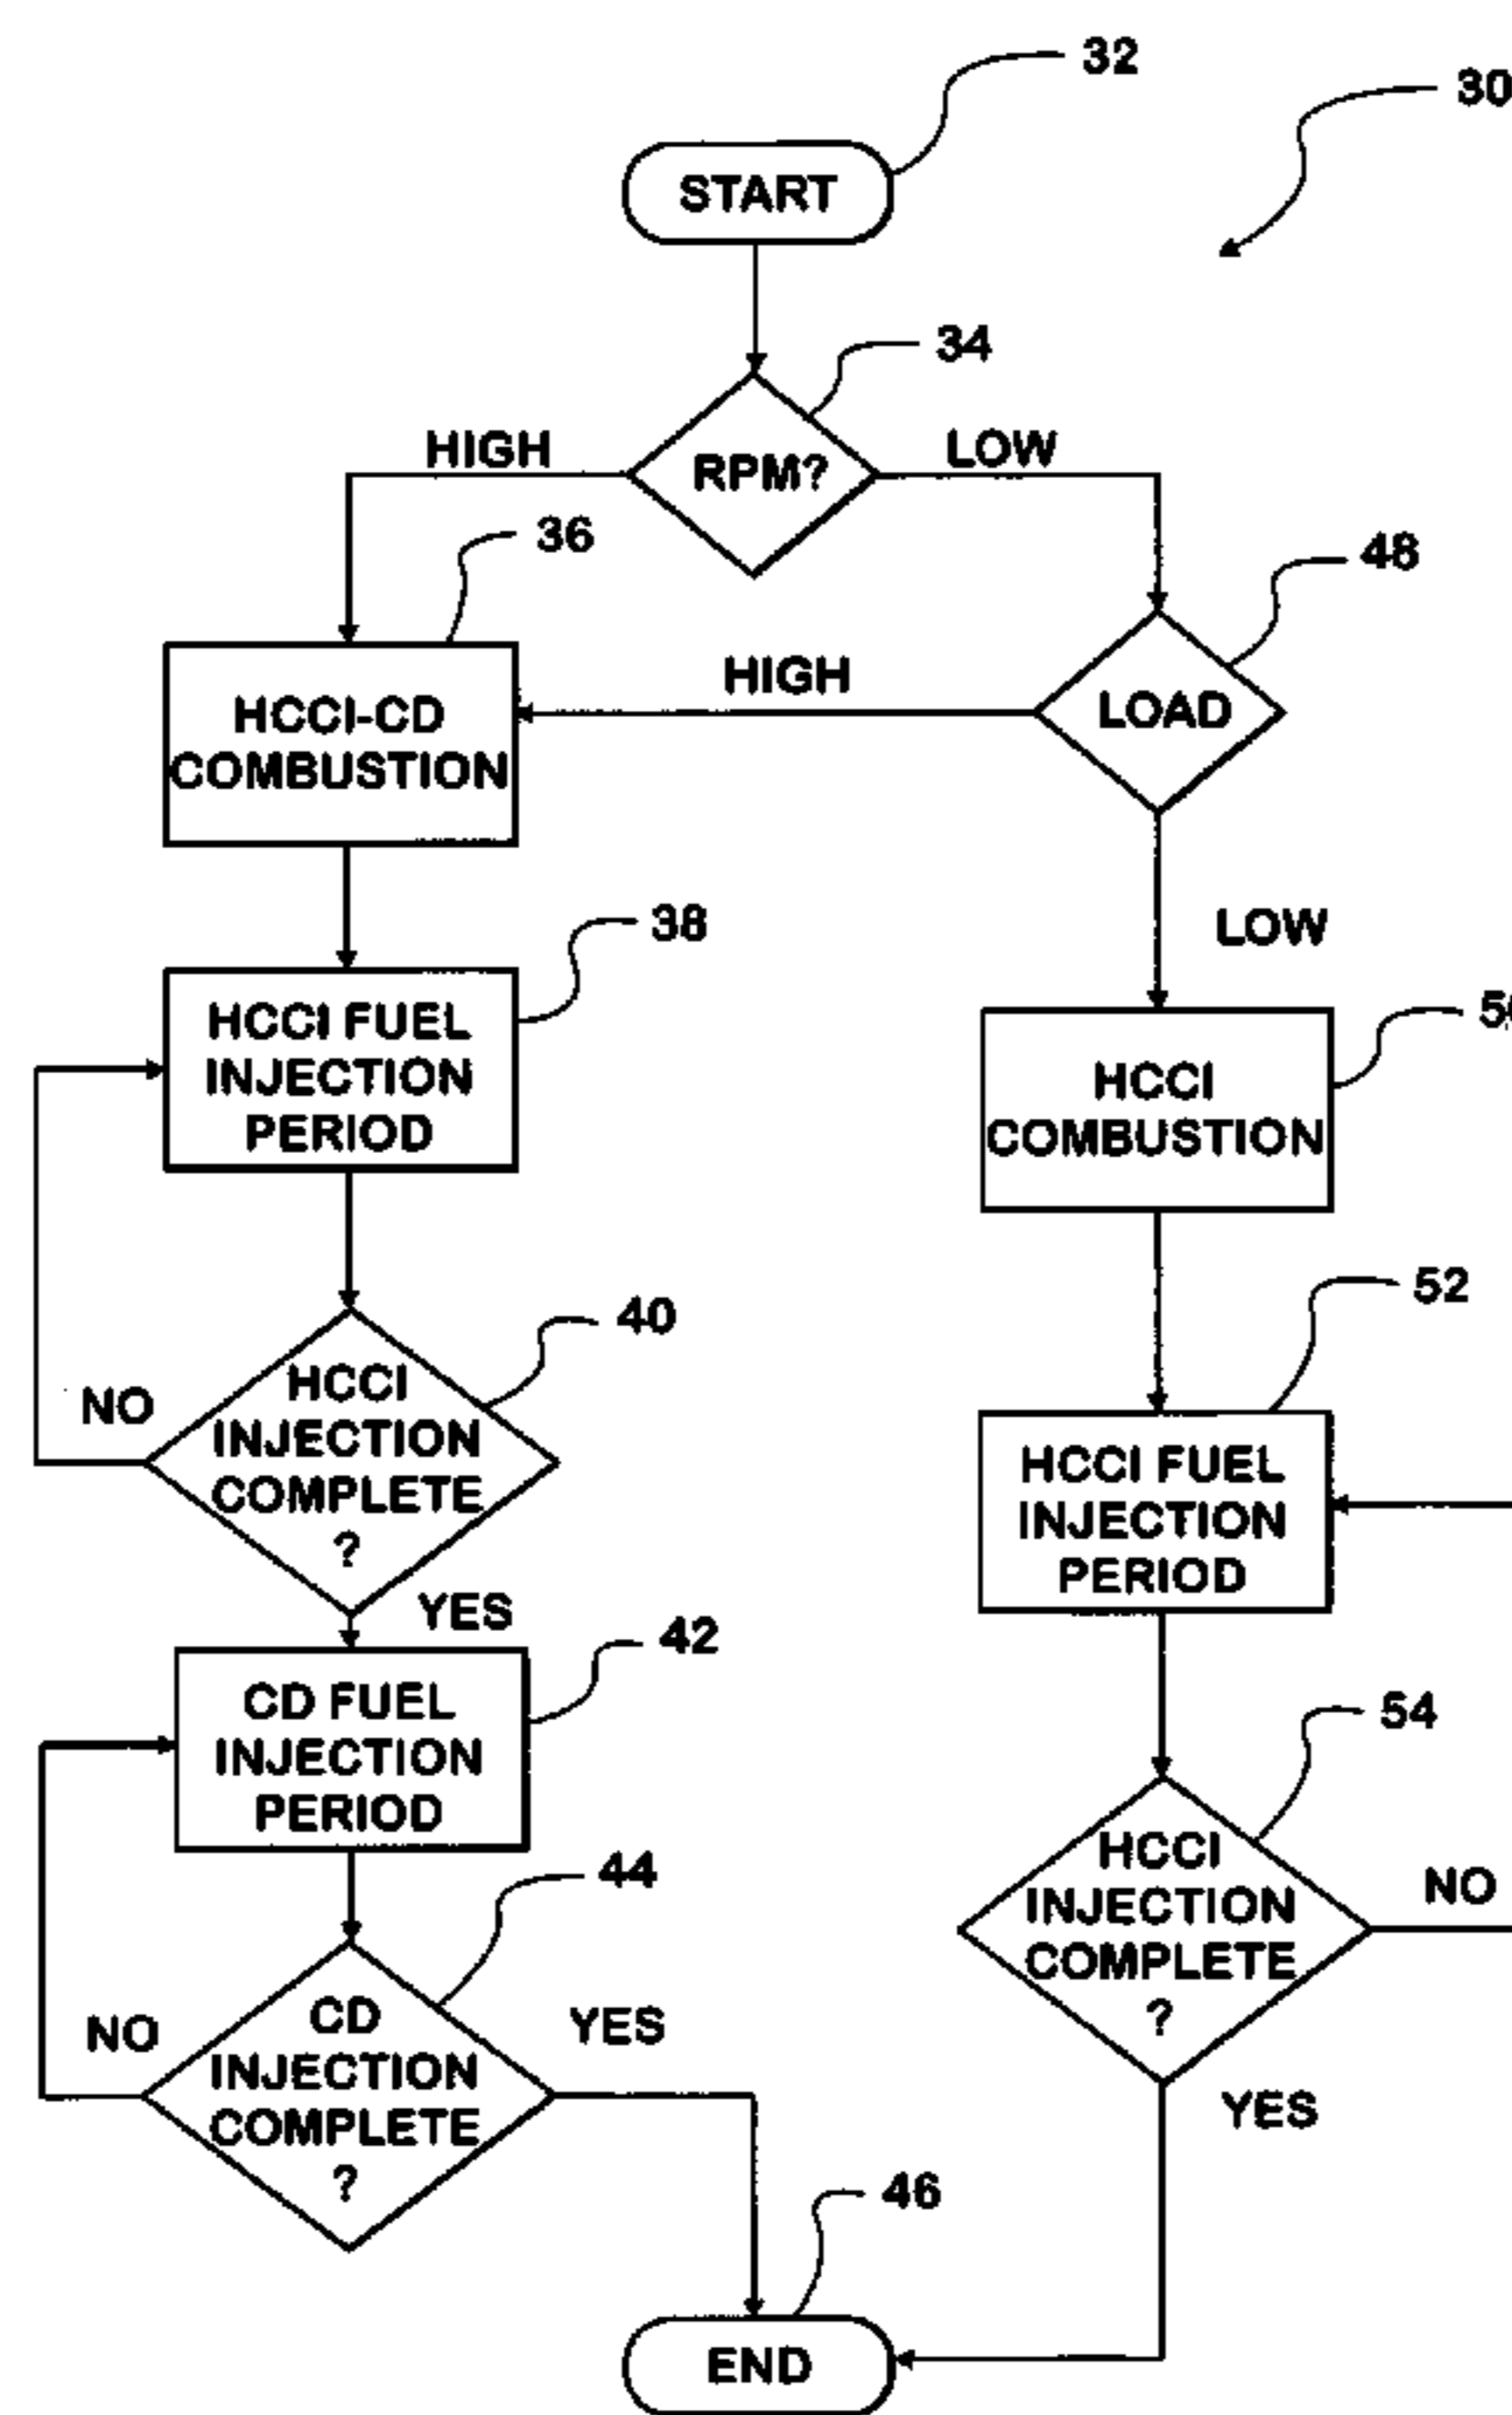 32
30
START
34
HIGH
RPM?
LOW
36
48
HIGH
HCCI-CD
COMBUSTION
LOAD
38
LOW
HCCI FUEL
INJECTION
PERIOD
HCCI
COMBUSTION
52
40
HCCI
INJECTION
COMPLETE
?
NO
YES
HCCI FUEL
INJECTION
PERIOD
42
CD FUEL
INJECTION
PERIOD
54
HCCI
INJECTION
COMPLETE
?
NO
44
CD
INJECTION
COMPLETE
?
NO
YES
YES
46
END